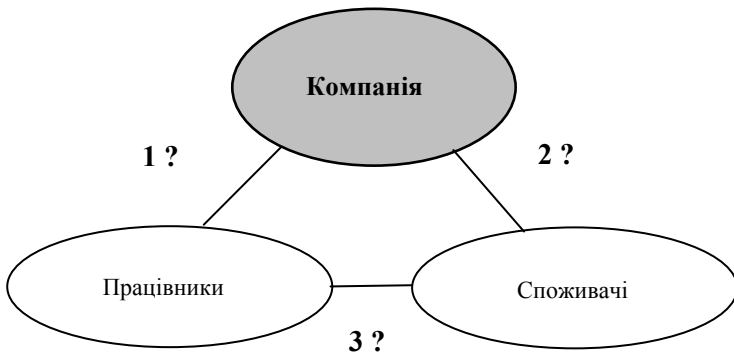 Компанія
1 ?
2 ?
Працівники
Споживачі
3 ?